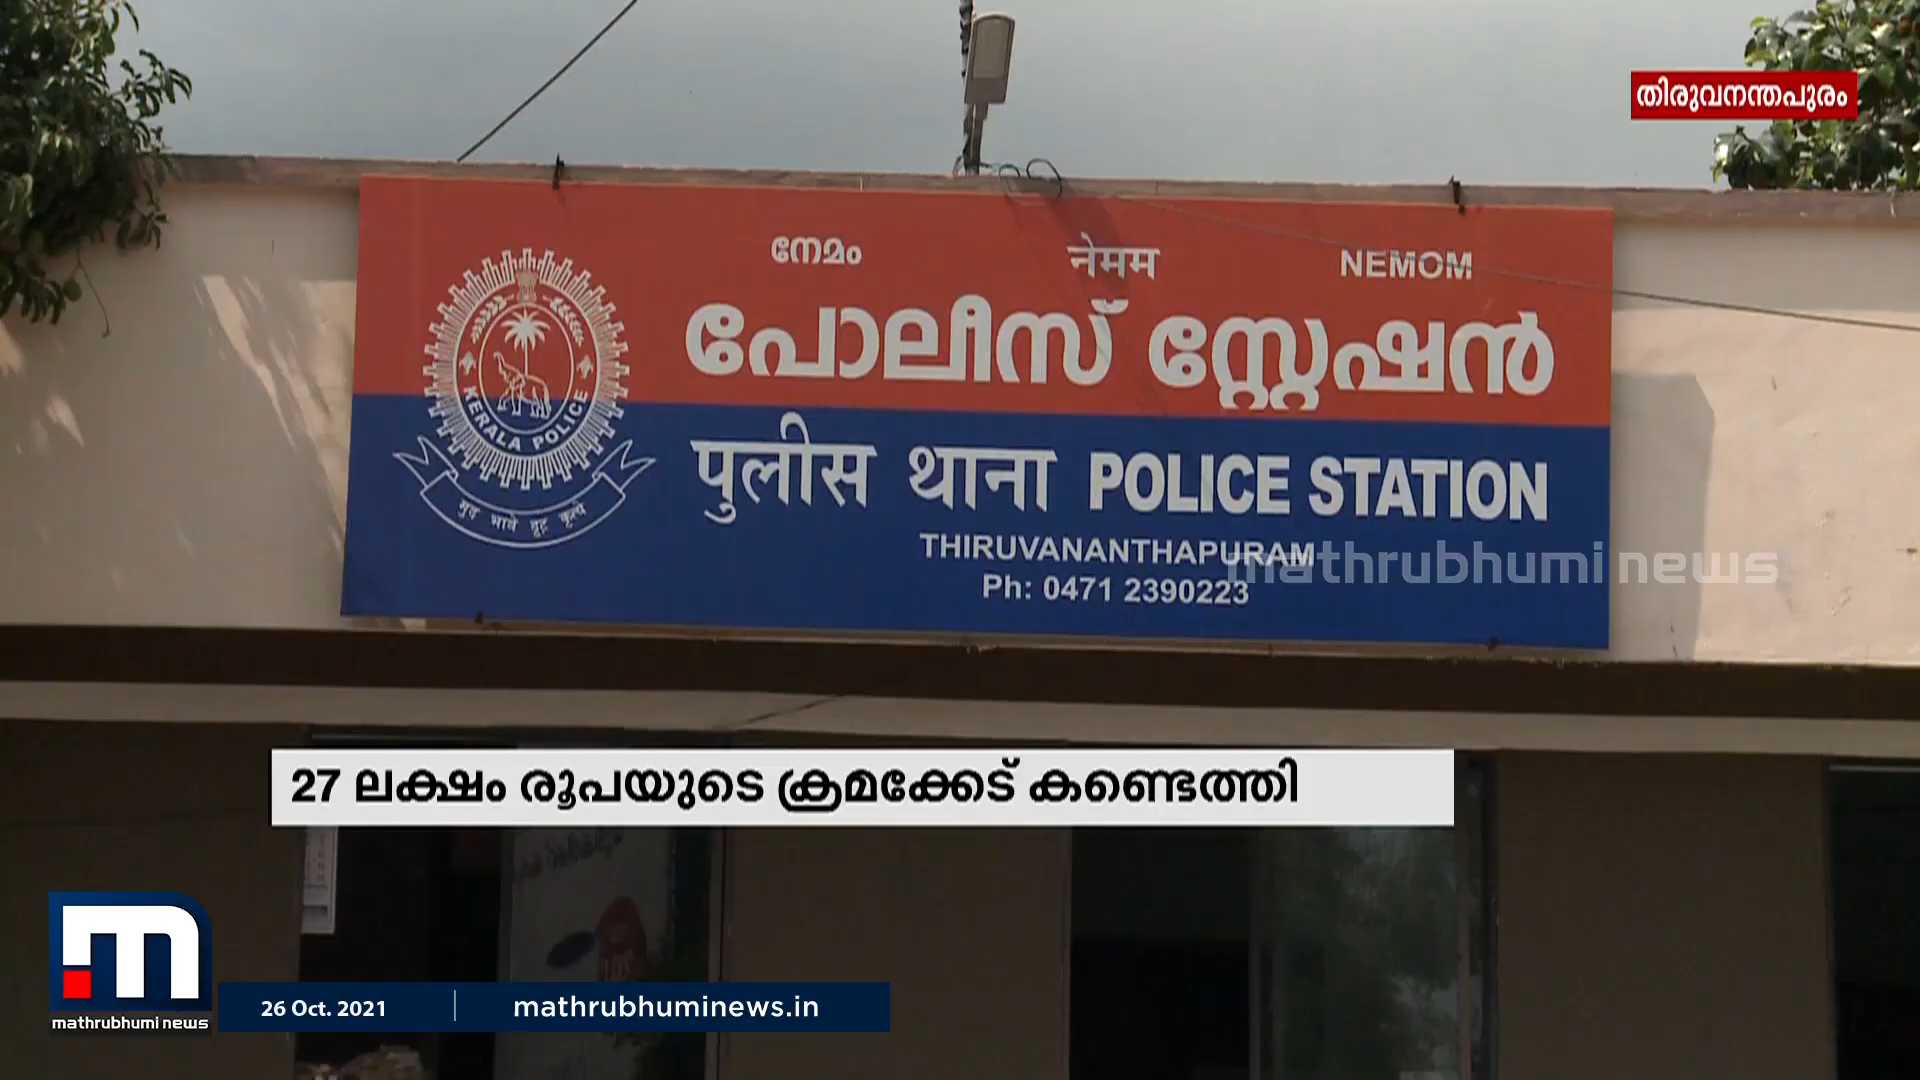 തിരുവനന്തപുരം
നേമം नेमम NEMOM
പോലീസ് സ്റ്റേഷൻ
पुलीस थाना POLICE STATION
THIRUVANANTHAPURAM
Ph: 0471 2390223
KERALA POLICE
मृदु भावे दृढ़ कृत्ये
mathrubhumi news
27 ലക്ഷം രൂപയുടെ ക്രമക്കേട് കണ്ടെത്തി
mathrubhumi news
26 Oct. 2021 mathrubhuminews.in